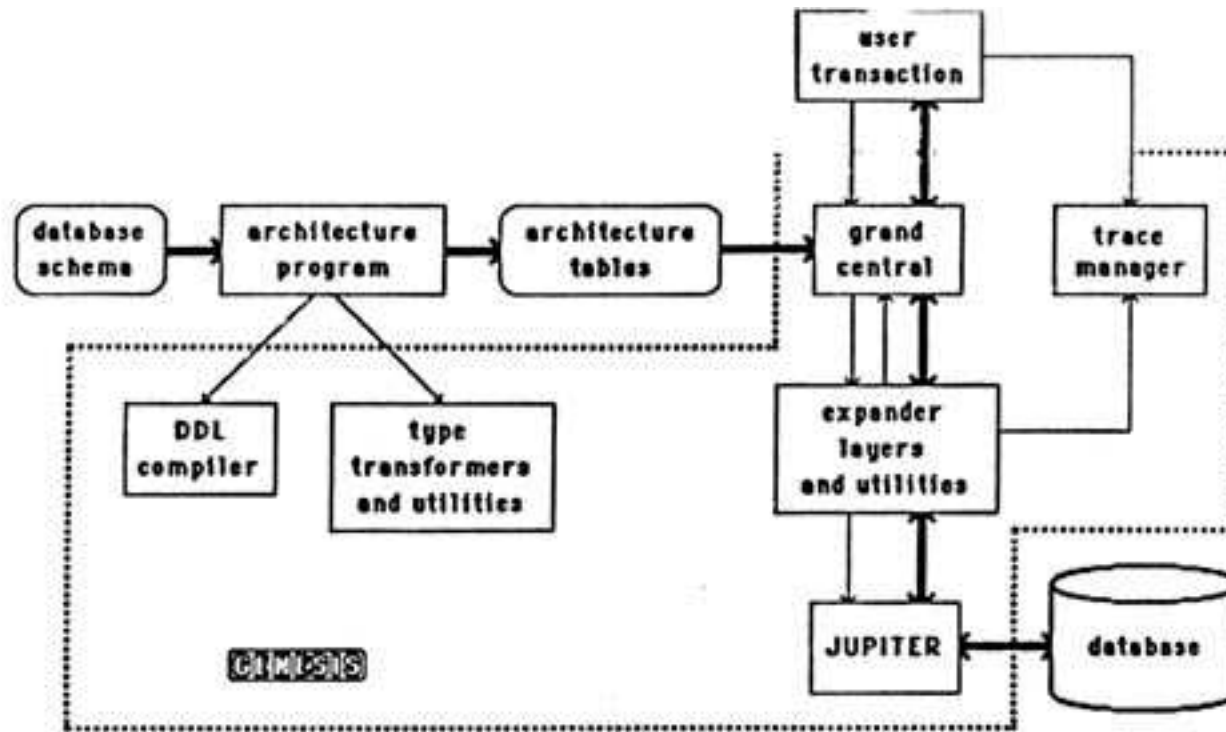 user
transaction
database
schema
architecture
program
architecture
tables
grand
central
trace
manager
DDL
compiler
type
transformers
and utilities
expander
layers
and utilities
JUPITER
database
GENESIS